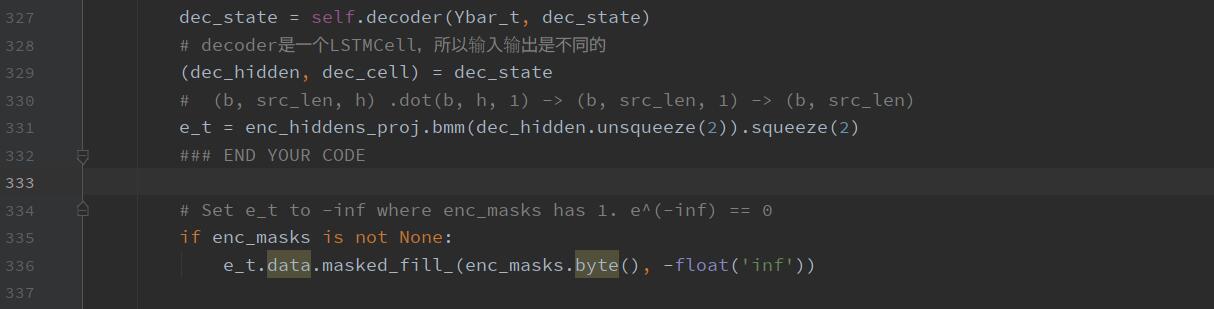 327 dec_state = self.decoder(Ybar_t, dec_state)
328 # decoder是一个LSTMCell，所以输入输出是不同的
329 (dec_hidden, dec_cell) = dec_state
330 #  (b, src_len, h) .dot(b, h, 1) -> (b, src_len, 1) -> (b, src_len)
331 e_t = enc_hiddens_proj.bmm(dec_hidden.unsqueeze(2)).squeeze(2)
332 ### END YOUR CODE
333
334 # Set e_t to -inf where enc_masks has 1. e^(-inf) == 0
335 if enc_masks is not None:
336     e_t.data.masked_fill_(enc_masks.byte(), -float('inf'))
337